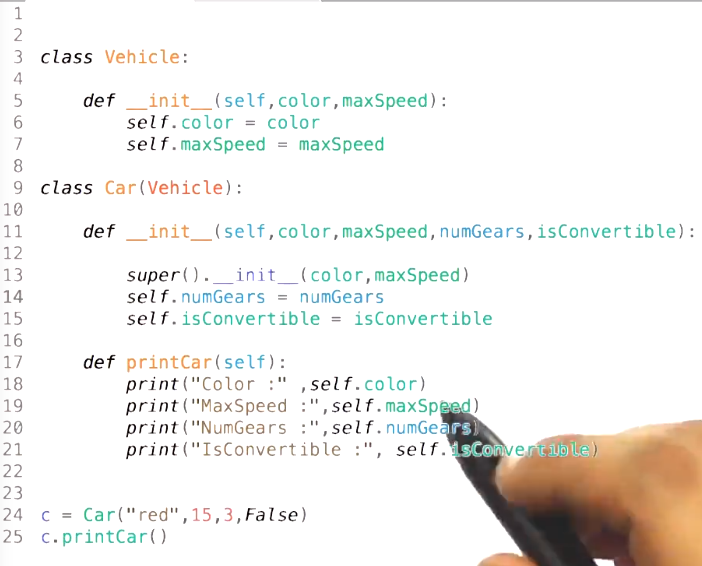 1
2
3 class Vehicle:
4
5     def __init__(self,color,maxSpeed):
6         self.color = color
7         self.maxSpeed = maxSpeed
8
9 class Car(Vehicle):
10
11     def __init__(self,color,maxSpeed,numGears,isConvertible):
12
13         super().__init__(color,maxSpeed)
14         self.numGears = numGears
15         self.isConvertible = isConvertible
16
17     def printCar(self):
18         print("Color :" ,self.color)
19         print("MaxSpeed :",self.maxSpeed)
20         print("NumGears :",self.numGears)
21         print("IsConvertible :", self.isConvertible)
22
23
24 c = Car("red",15,3,False)
25 c.printCar()